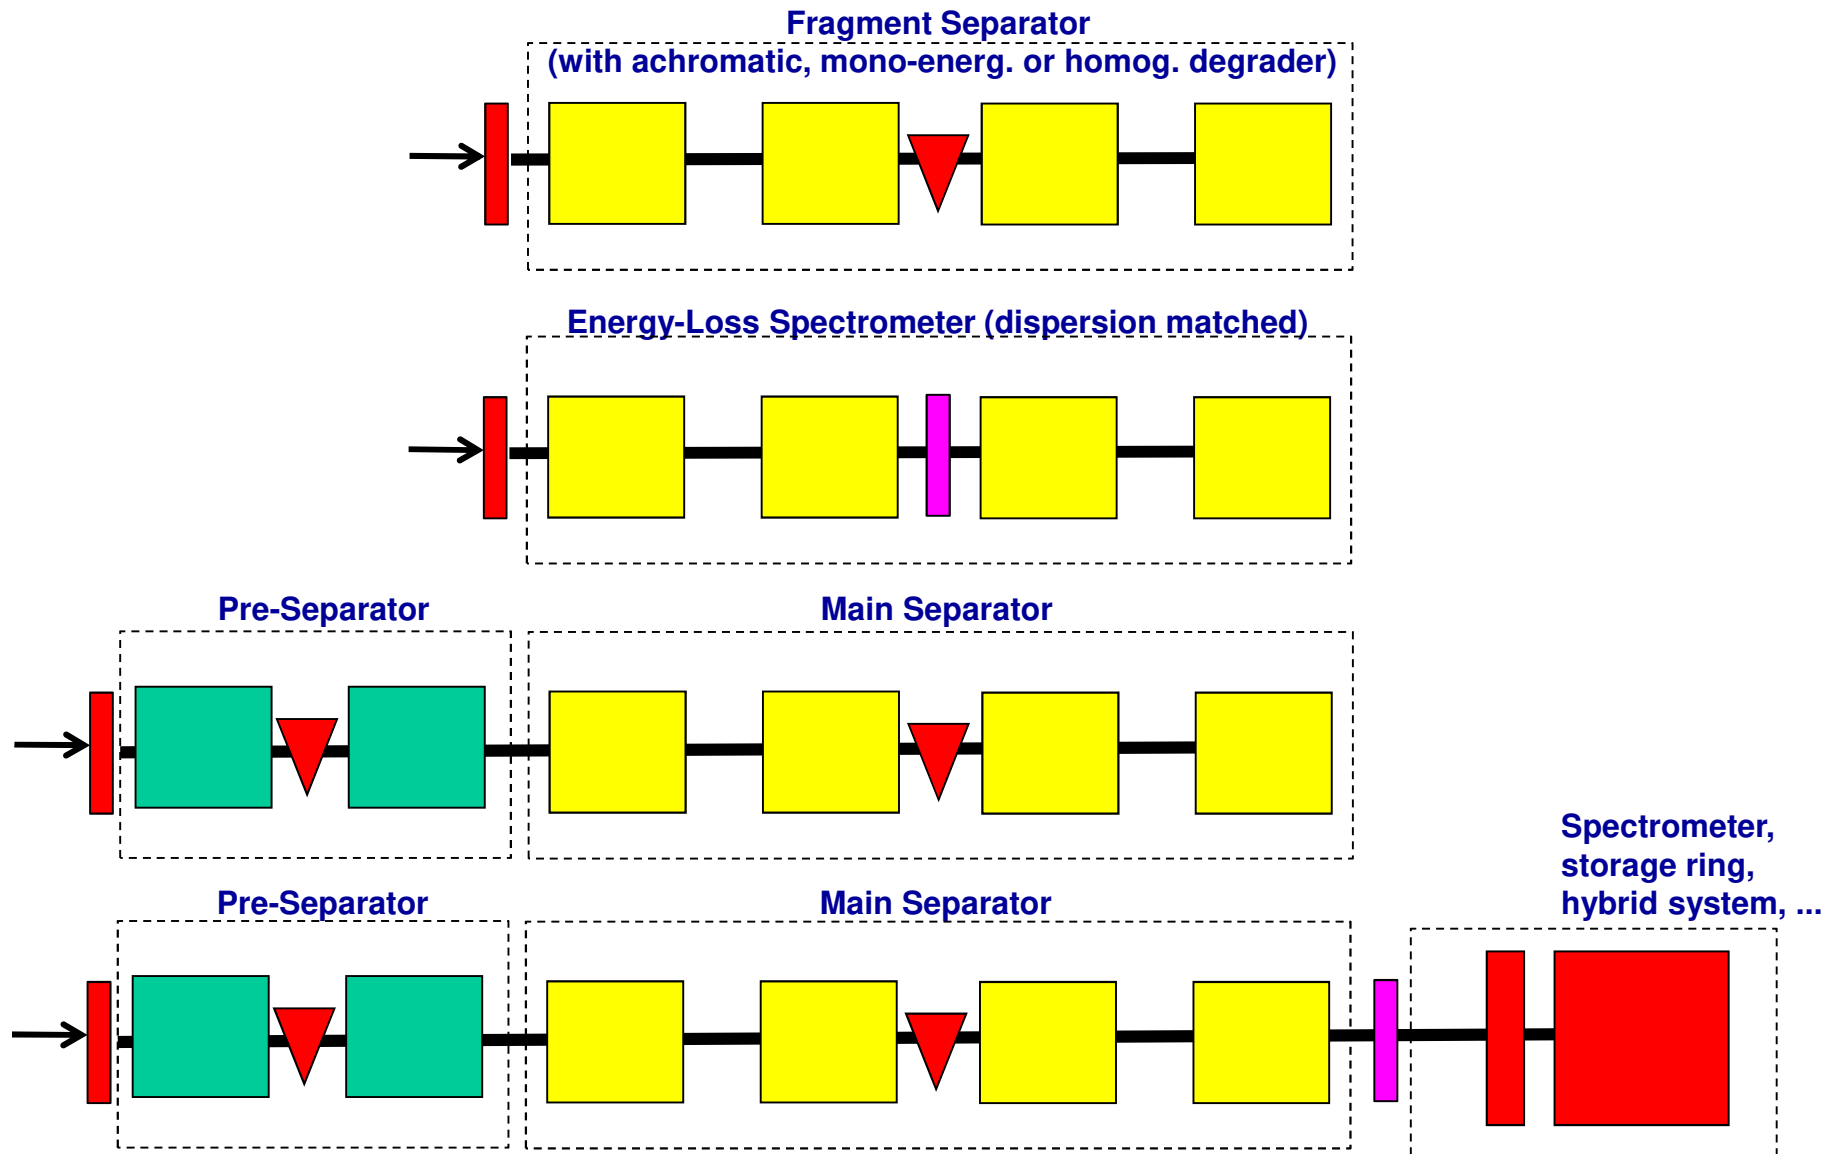 Fragment Separator
(with achromatic, mono-energ. or homog. degrader)
Energy-Loss Spectrometer (dispersion matched)
Pre-Separator
Main Separator
Spectrometer,
storage ring,
hybrid system, ...
Pre-Separator
Main Separator